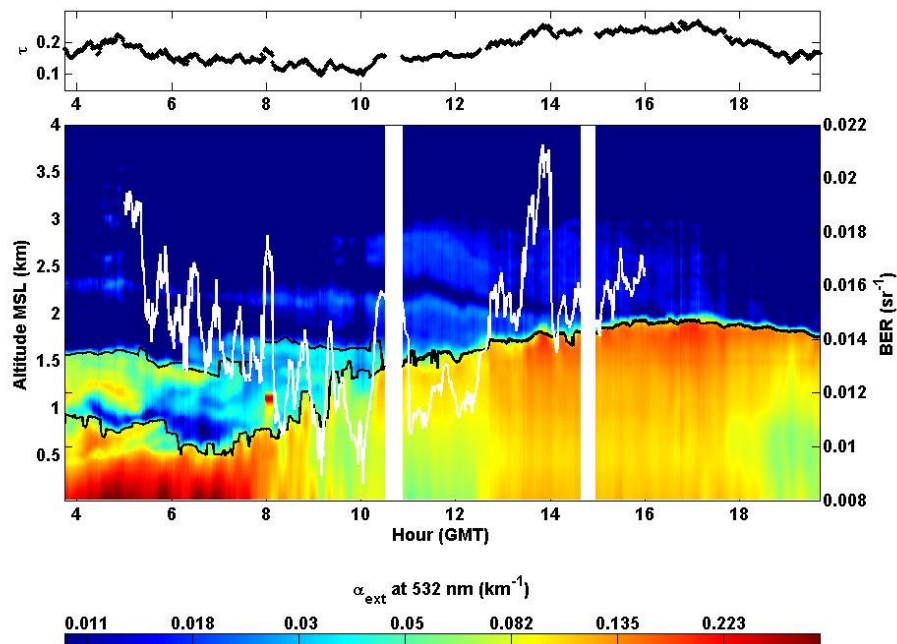 τ
0.2
0.1
4 6 8 10 12 14 16 18
4
3.5
3
2.5
2
1.5
1
0.5
Altitude MSL (km)
0.022
0.02
0.018
0.016
0.014
0.012
0.01
0.008
BER (sr⁻¹)
4 6 8 10 12 14 16 18
Hour (GMT)
α_ext at 532 nm (km⁻¹)
0.011 0.018 0.03 0.05 0.082 0.135 0.223